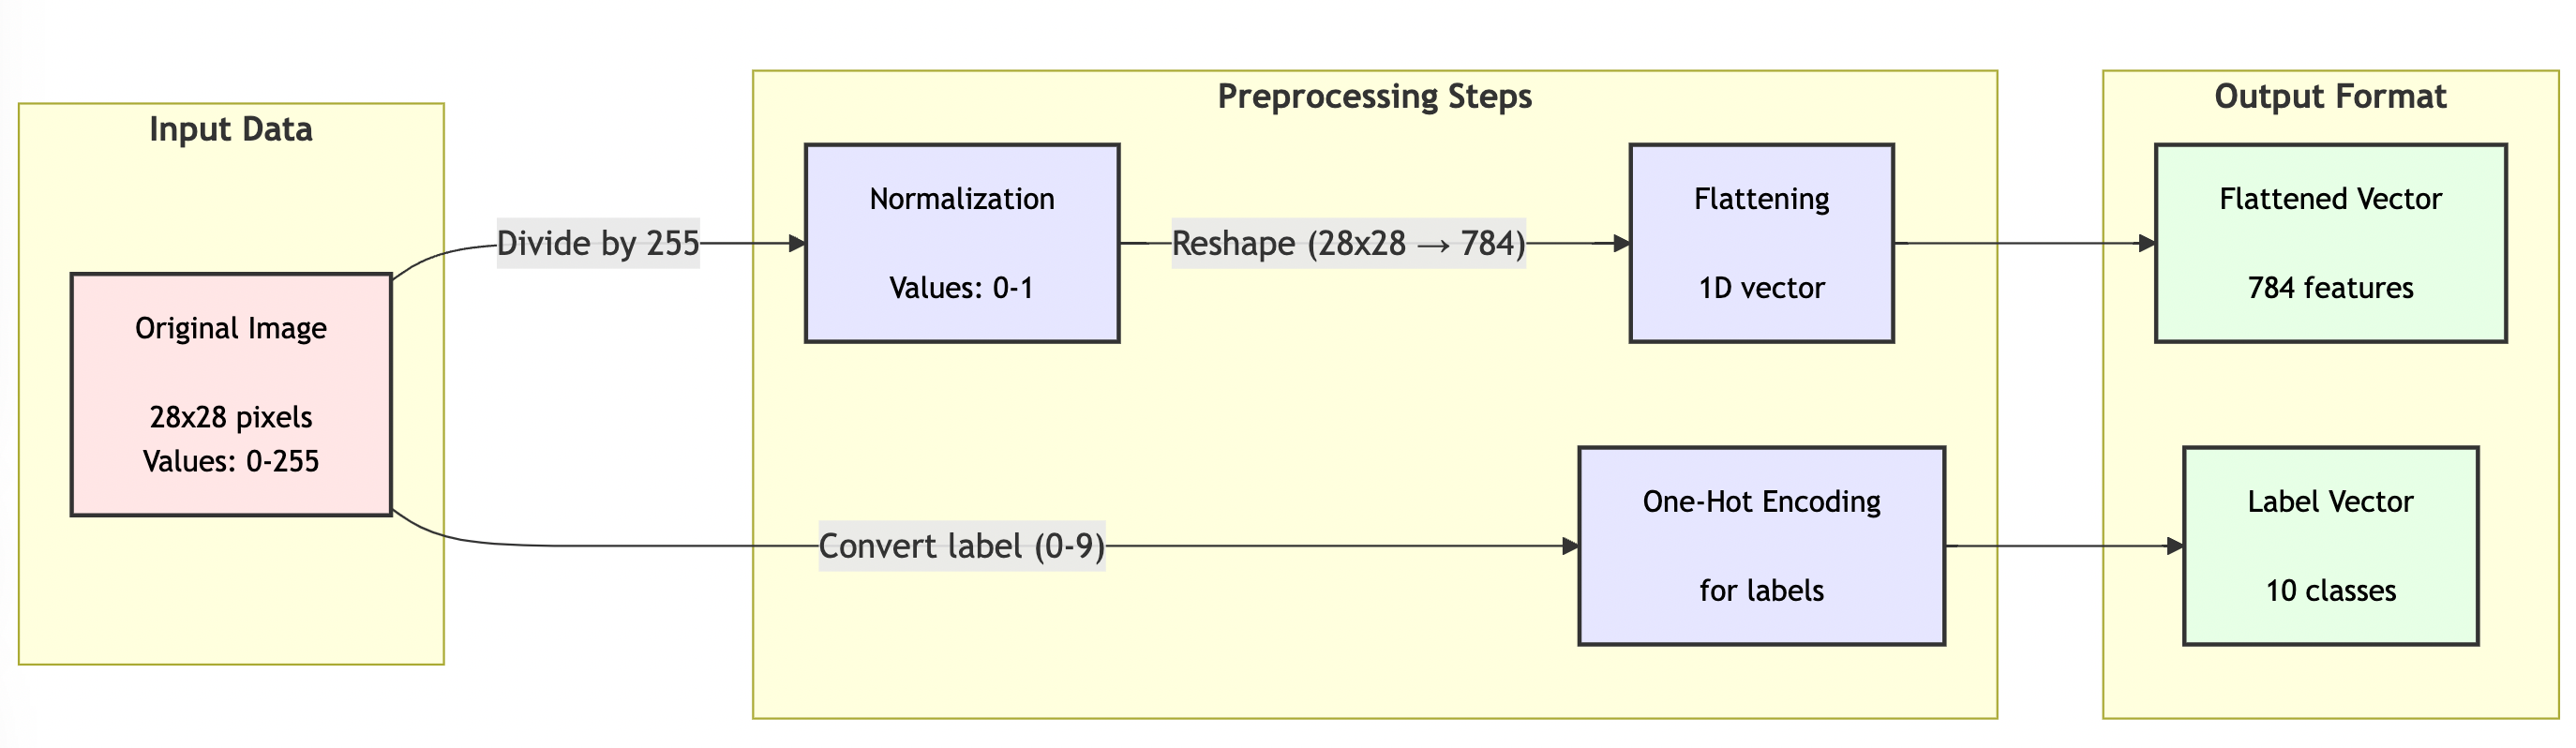 Input Data
Original Image
28x28 pixels
Values: 0-255
Divide by 255
Convert label (0-9)
Preprocessing Steps
Normalization
Values: 0-1
Reshape (28x28 → 784)
Flattening
1D vector
One-Hot Encoding
for labels
Output Format
Flattened Vector
784 features
Label Vector
10 classes